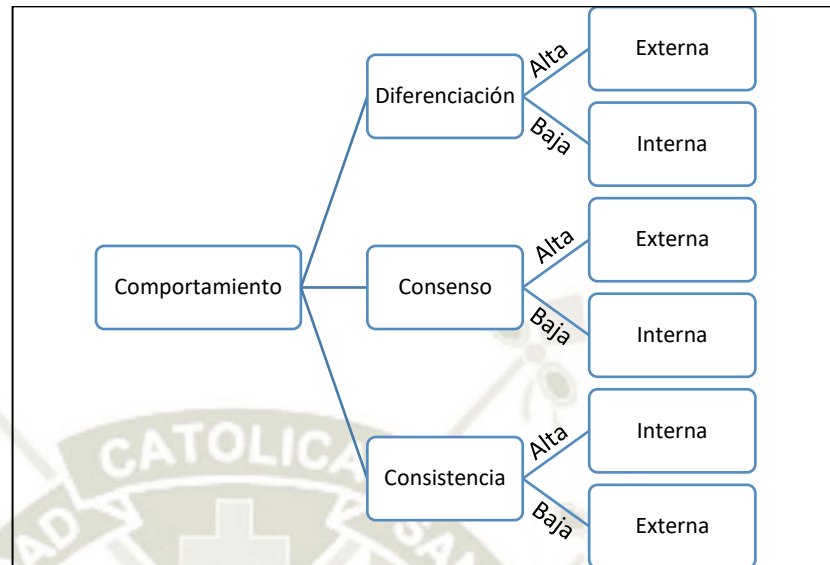 Comportamiento
Diferenciación
Alta
Externa
Baja
Interna
Consenso
Alta
Externa
Baja
Interna
Consistencia
Alta
Interna
Baja
Externa
CATOLICA